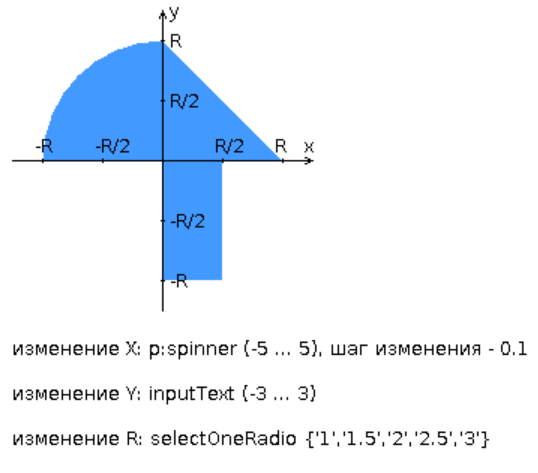 y
R
R/2
-R -R/2 R/2 R x
-R/2
-R
изменение X: p:spinner (-5 ... 5), шаг изменения - 0.1
изменение Y: inputText (-3 ... 3)
изменение R: selectOneRadio {'1','1.5','2','2.5','3'}